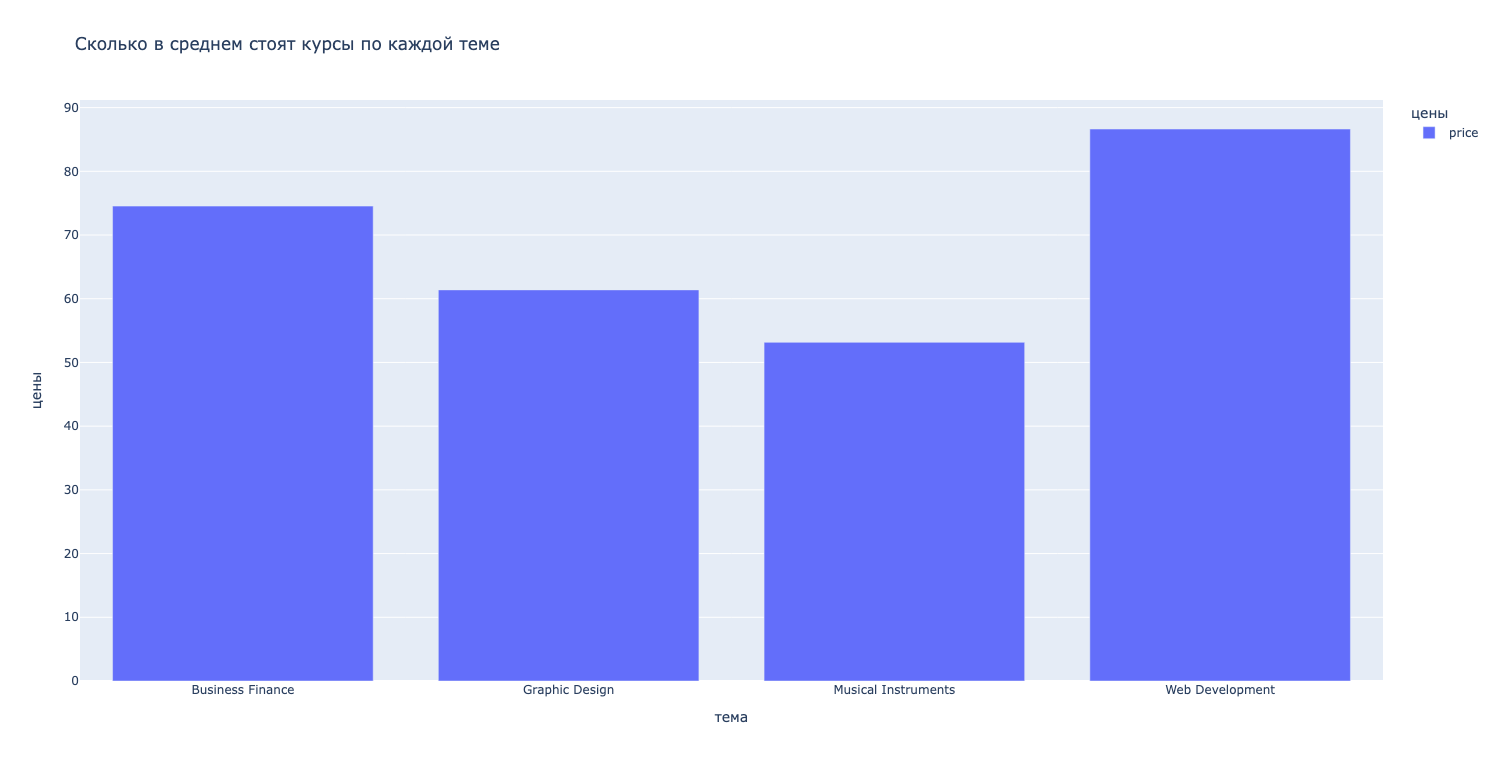 Сколько в среднем стоят курсы по каждой теме
цены
price
90
80
70
60
50
40
30
20
10
0
цены
Business Finance
Graphic Design
Musical Instruments
Web Development
тема